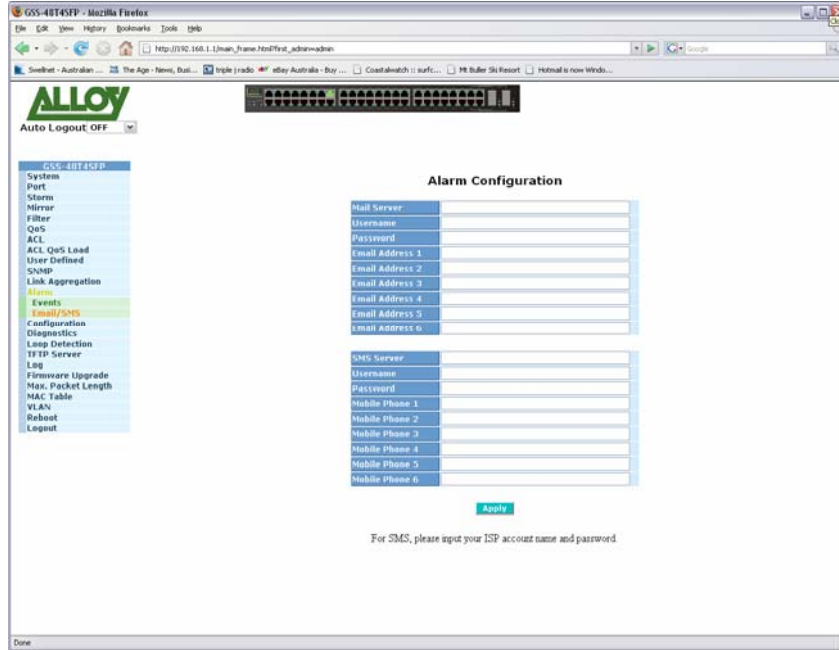 GSS-48T4SFP - Mozilla Firefox
File Edit View History Bookmarks Tools Help
http://192.168.1.1/main_frame.html?first_admin=admin
Google
Swellnet - Australian ... The Age - News, Busi... triple j radio eBay Australia - Buy ... Coastalwatch :: surfc... Mt Buller Ski Resort Hotmail is now Windo...
ALLOY
Auto Logout OFF
GSS-48T4SFP
System
Port
Storm
Mirror
Filter
QoS
ACL
ACL QoS Load
User Defined
SNMP
Link Aggregation
Alarm
Events
Email/SMS
Configuration
Diagnostics
Loop Detection
TFTP Server
Log
Firmware Upgrade
Max. Packet Length
MAC Table
VLAN
Reboot
Logout
Alarm Configuration
Mail Server
Username
Password
Email Address 1
Email Address 2
Email Address 3
Email Address 4
Email Address 5
Email Address 6
SMS Server
Username
Password
Mobile Phone 1
Mobile Phone 2
Mobile Phone 3
Mobile Phone 4
Mobile Phone 5
Mobile Phone 6
Apply
For SMS, please input your ISP account name and password.
Done